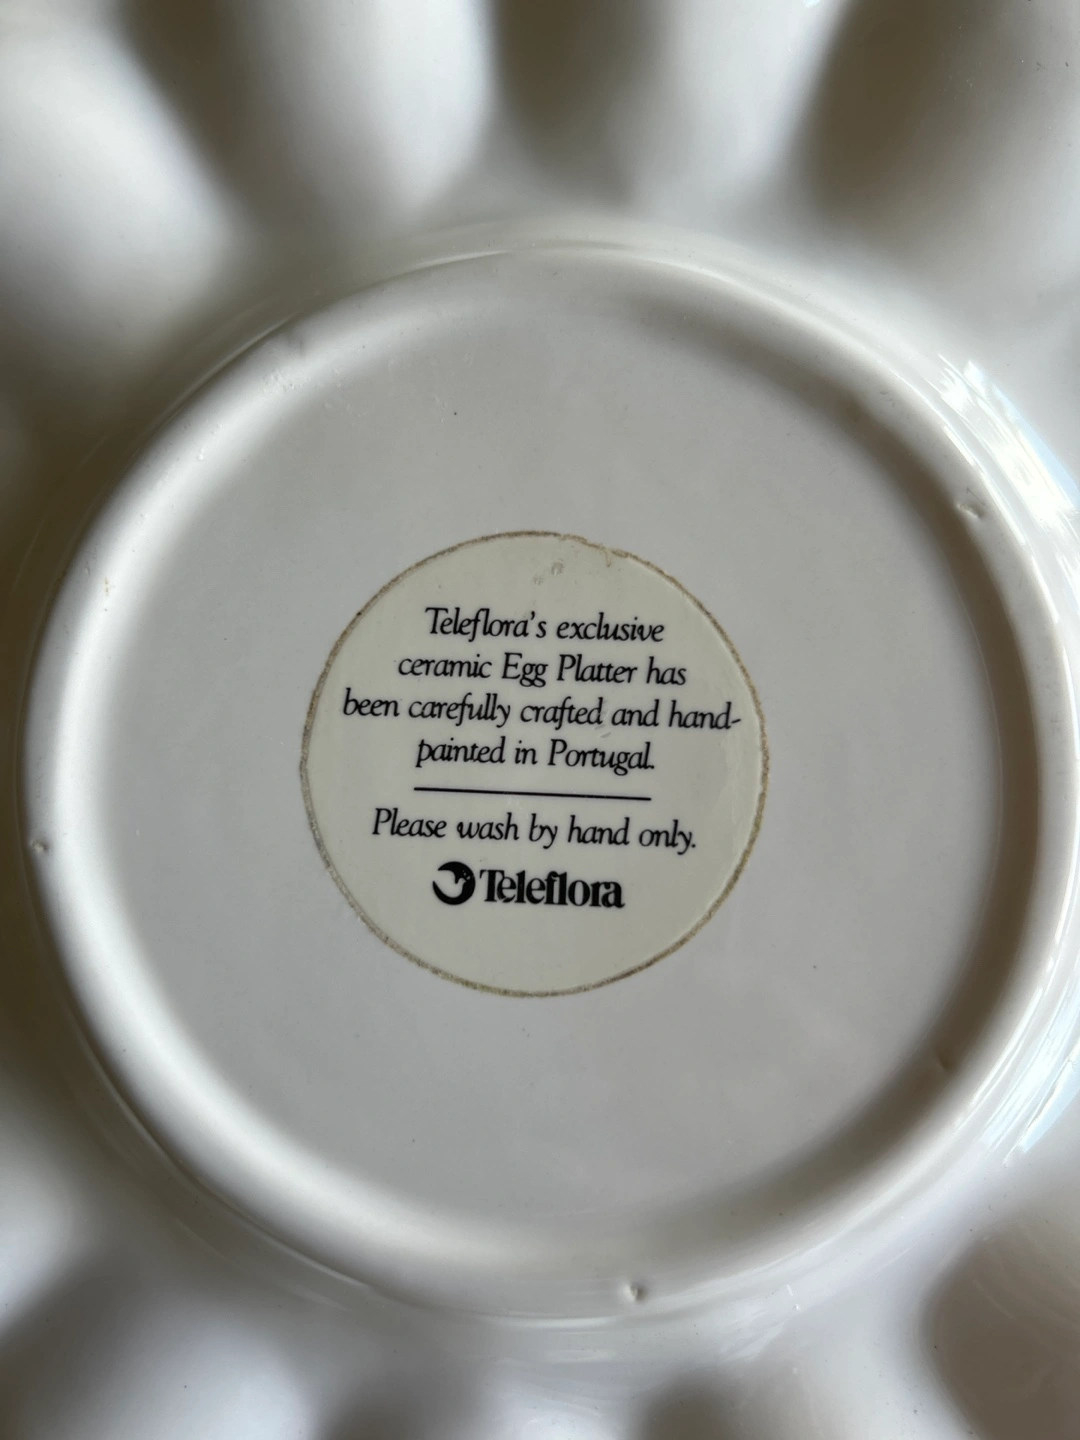 Teleflora's exclusive
ceramic Egg Platter has
been carefully crafted and hand-
painted in Portugal.
Please wash by hand only.
Teleflora